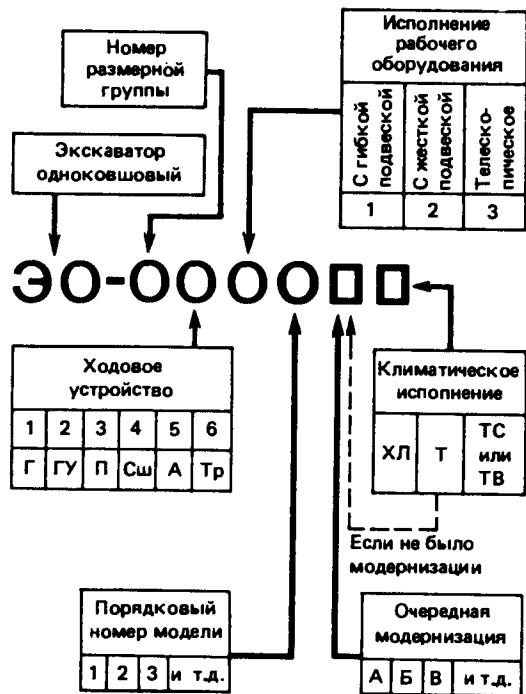 Номер
размерной
группы
Экскаватор
одноковшовый
Исполнение
рабочего
оборудования
С гибкой
подвеской
С жесткой
подвеской
Телеско-
пическое
1 2 3
ЭО-ОООО□□
Ходовое
устройство
1 2 3 4 5 6
Г ГУ П Сш А Тр
Климатическое
исполнение
ХЛ Т ТС
или
ТВ
Если не было
модернизации
Порядковый
номер модели
1 2 3 и т.д.
Очередная
модернизация
А Б В и т.д.